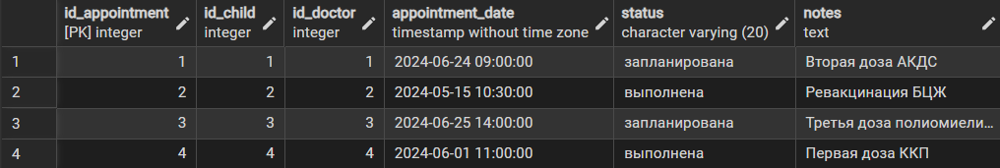 id_appointment id_child id_doctor appointment_date status notes
[PK] integer integer integer timestamp without time zone character varying (20) text
1 1 1 1 2024-06-24 09:00:00 запланирована Вторая доза АКДС
2 2 2 2 2024-05-15 10:30:00 выполнена Ревакцинация БЦЖ
3 3 3 3 2024-06-25 14:00:00 запланирована Третья доза полиомиели...
4 4 4 4 2024-06-01 11:00:00 выполнена Первая доза ККП